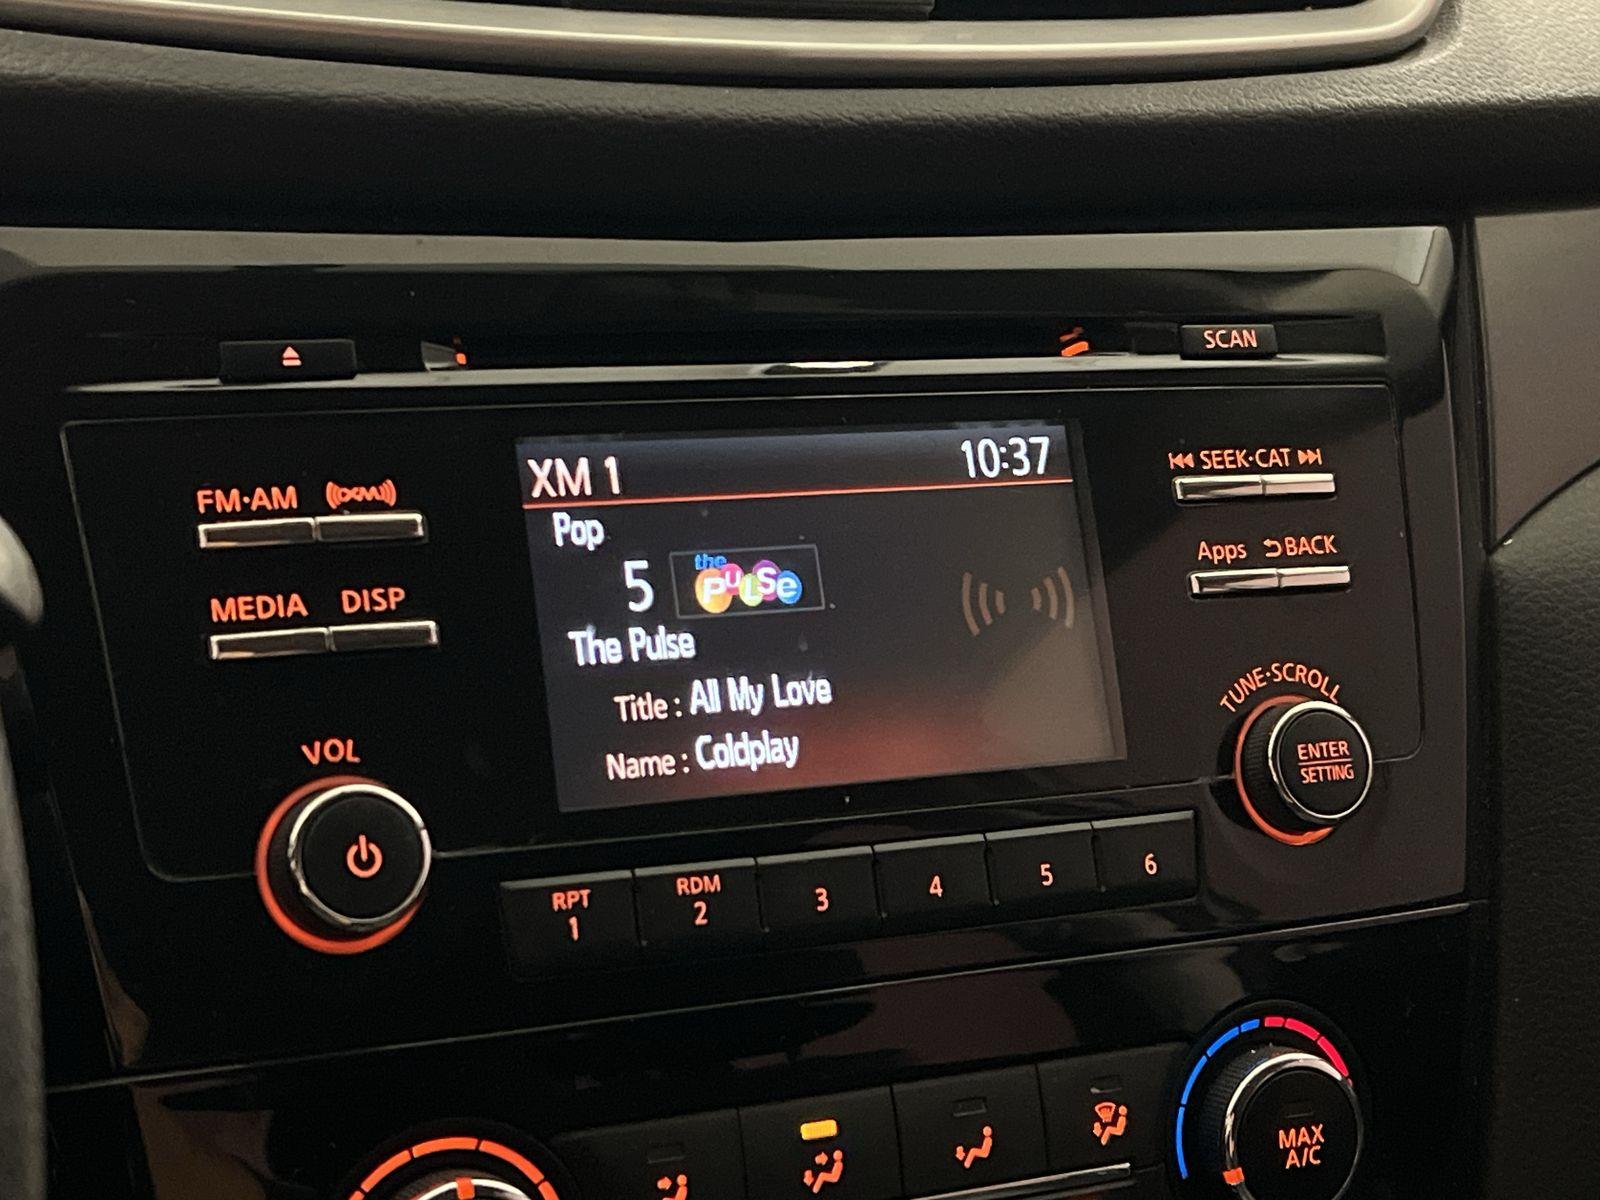 SCAN
XM 1
10:37
FM·AM
XM
SEEK·CAT
Pop
5
the PULSe
Apps
BACK
MEDIA
DISP
The Pulse
Title : All My Love
Name : Coldplay
TUNE·SCROLL
ENTER
SETTING
VOL
RPT
1
RDM
2
3
4
5
6
MAX
A/C